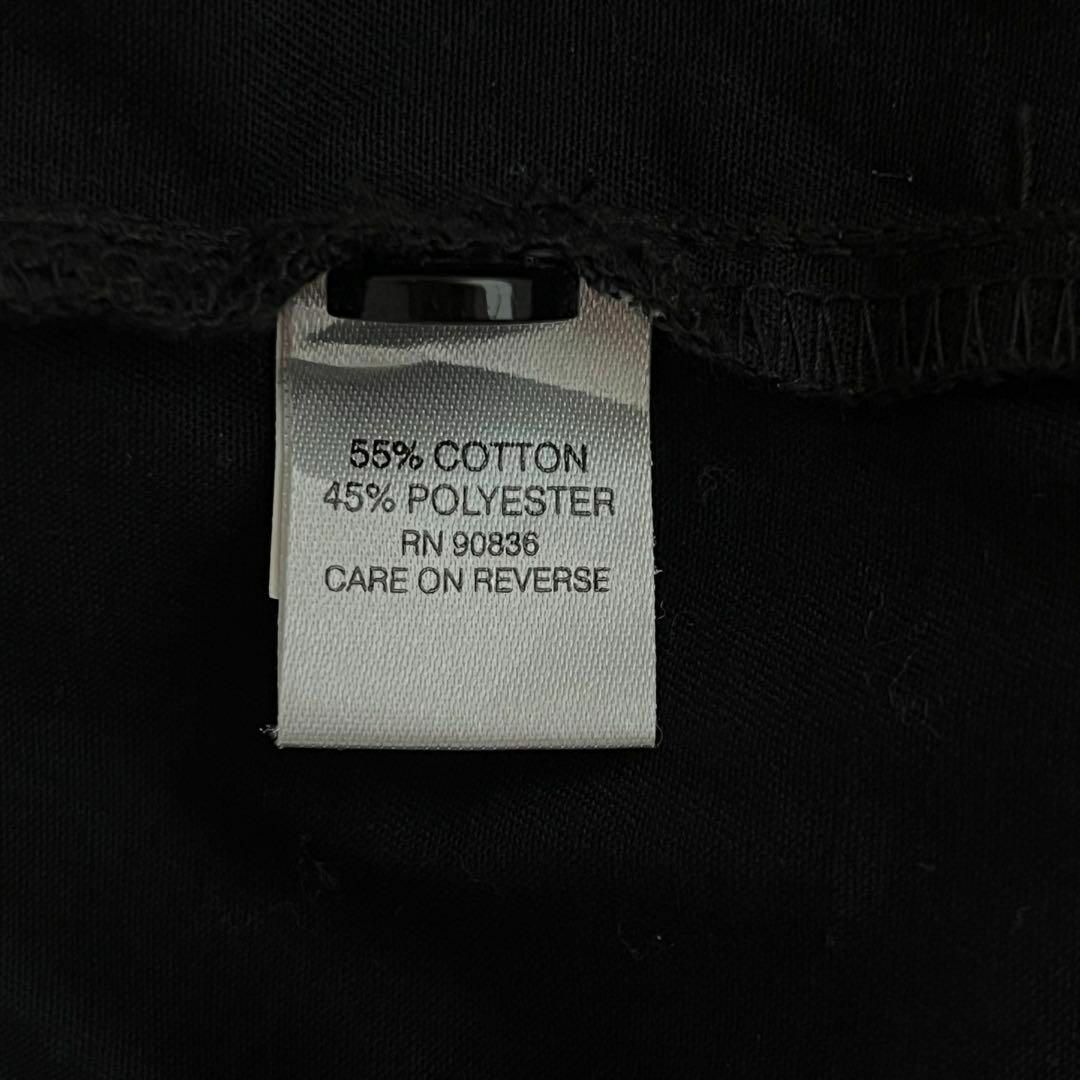 55% COTTON
45% POLYESTER
RN 90836
CARE ON REVERSE